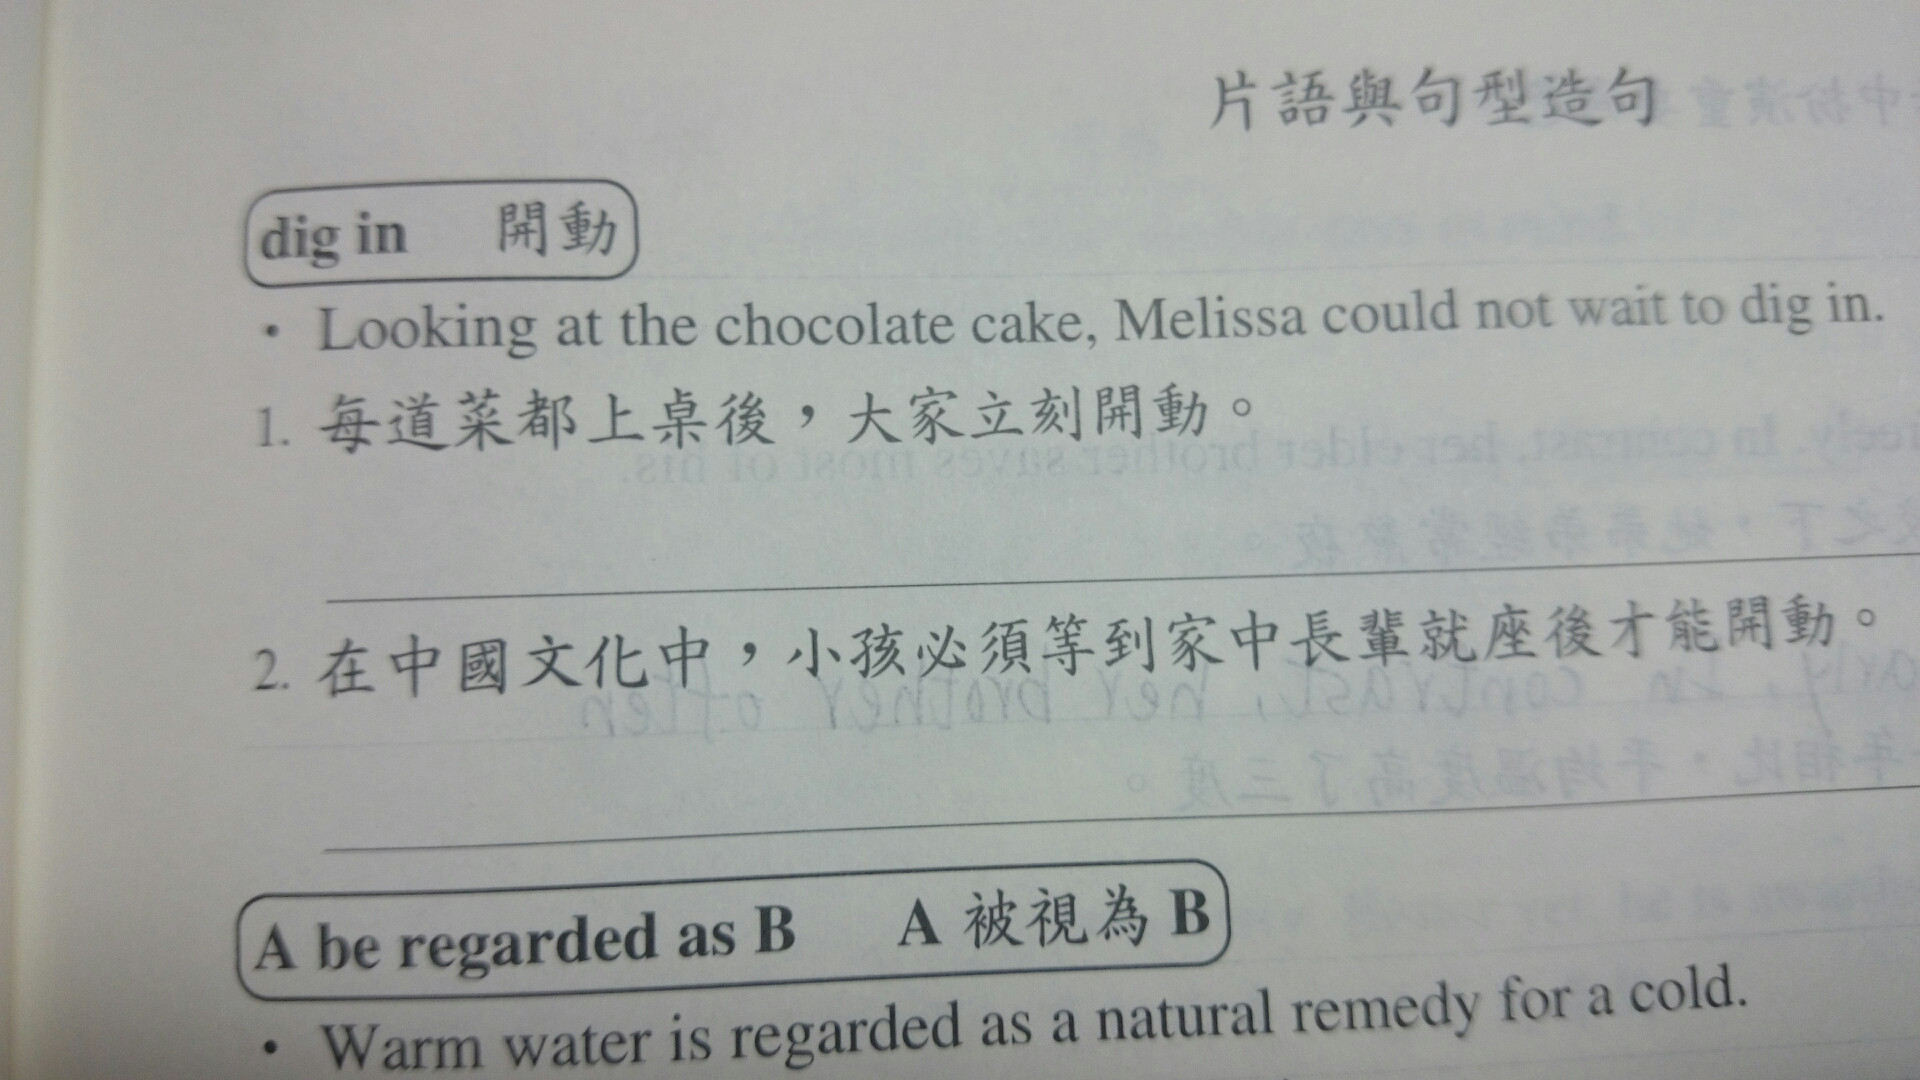 片語與句型造句
dig in 開動
• Looking at the chocolate cake, Melissa could not wait to dig in.
1. 每道菜都上桌後，大家立刻開動。
2. 在中國文化中，小孩必須等到家中長輩就座後才能開動。
A be regarded as B A 被視為 B
• Warm water is regarded as a natural remedy for a cold.